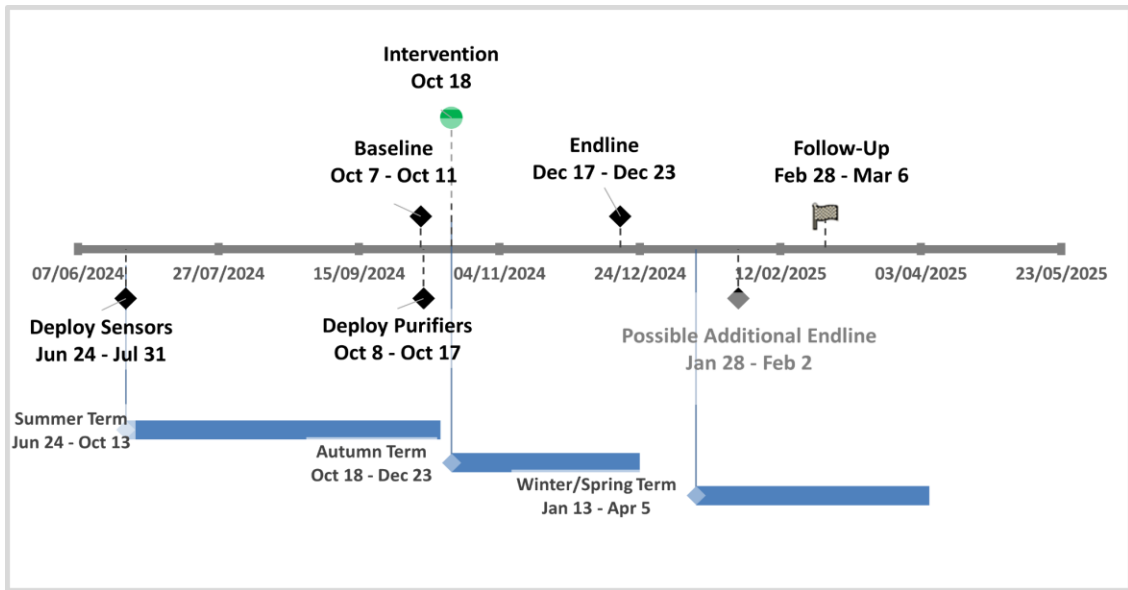 Intervention
Oct 18
Baseline
Oct 7 - Oct 11
Endline
Dec 17 - Dec 23
Follow-Up
Feb 28 - Mar 6
07/06/2024
27/07/2024
15/09/2024
04/11/2024
24/12/2024
12/02/2025
03/04/2025
23/05/2025
Deploy Sensors
Jun 24 - Jul 31
Deploy Purifiers
Oct 8 - Oct 17
Possible Additional Endline
Jan 28 - Feb 2
Summer Term
Jun 24 - Oct 13
Autumn Term
Oct 18 - Dec 23
Winter/Spring Term
Jan 13 - Apr 5